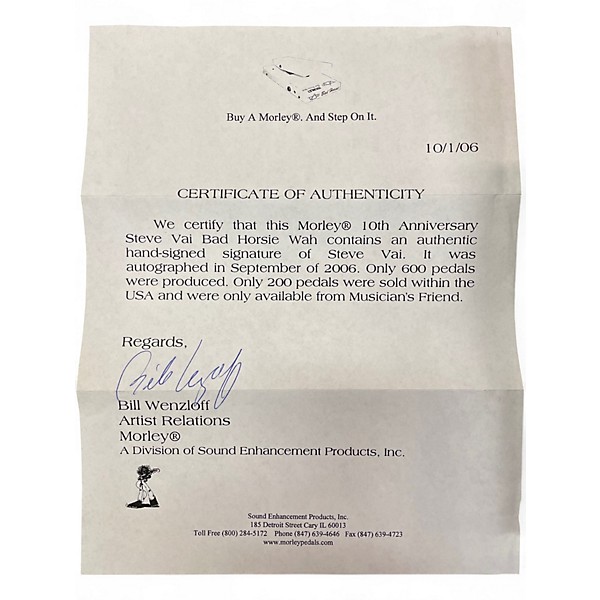 Buy A Morley®. And Step On It.
10/1/06
CERTIFICATE OF AUTHENTICITY
We certify that this Morley® 10th Anniversary
Steve Vai Bad Horsie Wah contains an authentic
hand-signed signature of Steve Vai. It was
autographed in September of 2006. Only 600 pedals
were produced. Only 200 pedals were sold within the
USA and were only available from Musician's Friend.
Regards,
Bill Wenzloff
Artist Relations
Morley®
A Division of Sound Enhancement Products, Inc.
Sound Enhancement Products, Inc.
185 Detroit Street Cary IL 60013
Toll Free (800) 284-5172 Phone (847) 639-4646 Fax (847) 639-4723
www.morleypedals.com